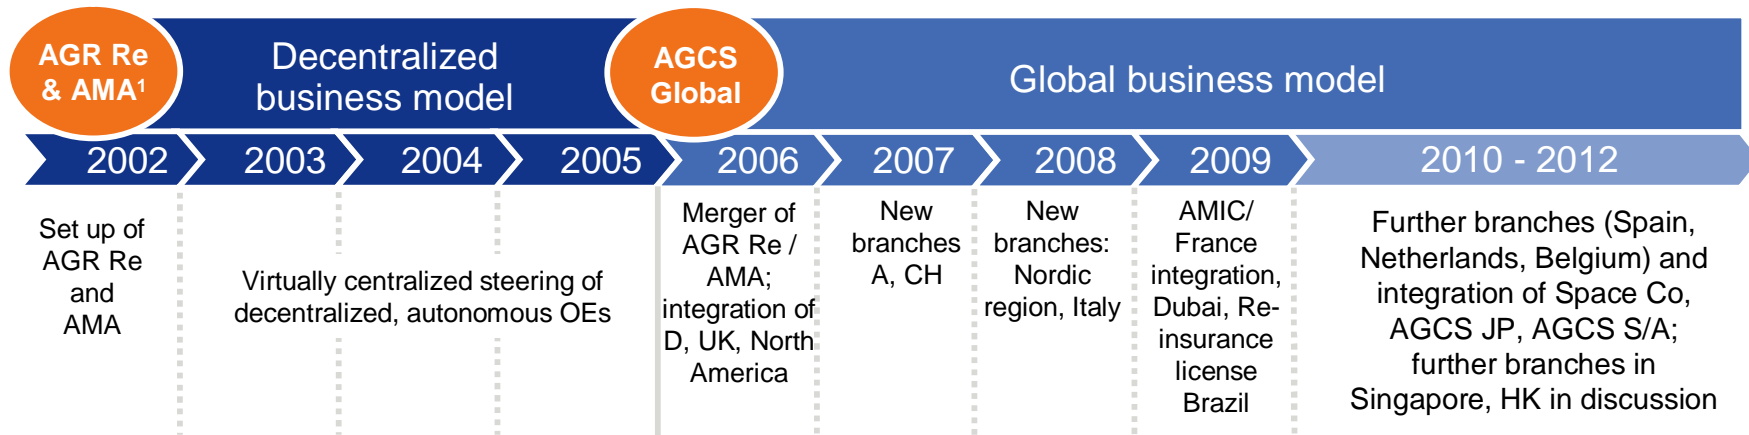 AGR Re
& AMA¹
Decentralized
business model
AGCS
Global
Global business model
2002
2003
2004
2005
2006
2007
2008
2009
2010 - 2012
Set up of
AGR Re
and
AMA
Virtually centralized steering of
decentralized, autonomous OEs
Merger of
AGR Re /
AMA;
integration of
D, UK, North
America
New
branches
A, CH
New
branches:
Nordic
region, Italy
AMIC/
France
integration,
Dubai, Re-
insurance
license
Brazil
Further branches (Spain,
Netherlands, Belgium) and
integration of Space Co,
AGCS JP, AGCS S/A;
further branches in
Singapore, HK in discussion